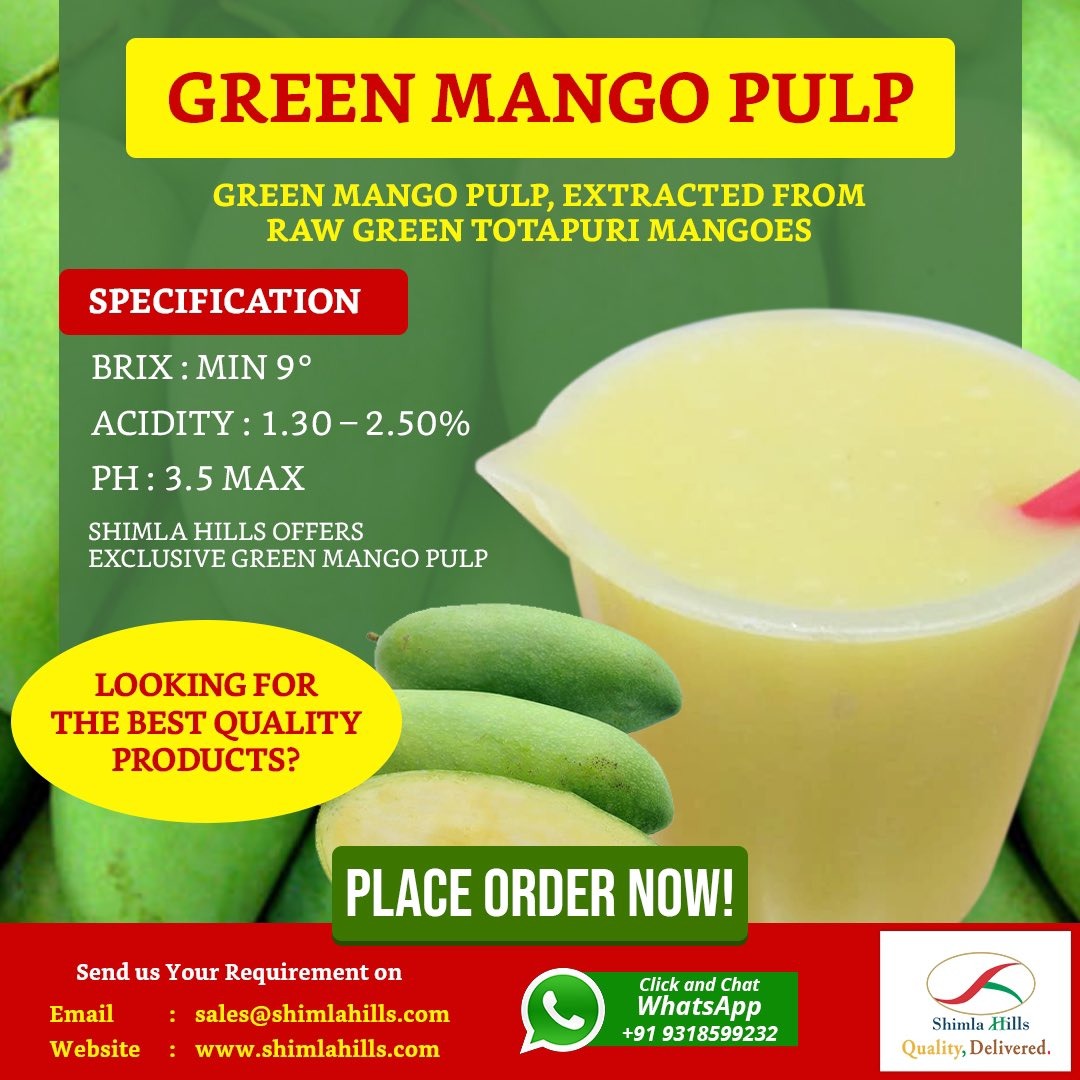 GREEN MANGO PULP
GREEN MANGO PULP, EXTRACTED FROM
RAW GREEN TOTAPURI MANGOES
SPECIFICATION
BRIX : MIN 9°
ACIDITY : 1.30 – 2.50%
PH : 3.5 MAX
SHIMLA HILLS OFFERS
EXCLUSIVE GREEN MANGO PULP
LOOKING FOR
THE BEST QUALITY
PRODUCTS?
PLACE ORDER NOW!
Send us Your Requirement on
Email : sales@shimlahills.com
Website : www.shimlahills.com
Click and Chat
WhatsApp
+91 9318599232
Shimla Hills
Quality, Delivered.